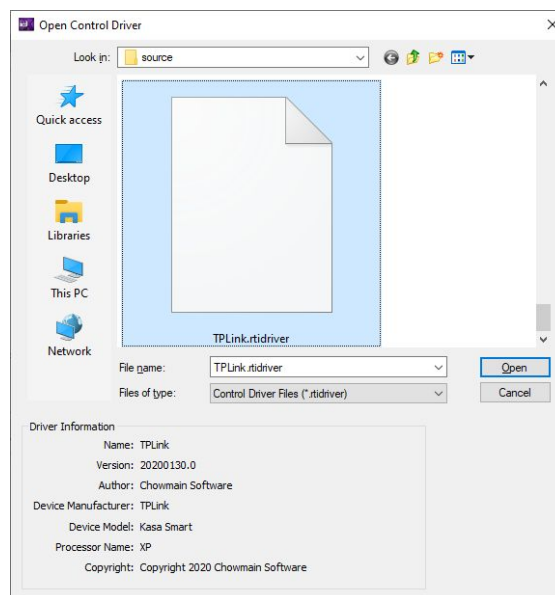 Open Control Driver
Look in: source
Quick access
Desktop
Libraries
This PC
Network
TPLink.rtidriver
File name: TPLink.rtidriver Open
Files of type: Control Driver Files (*.rtidriver) Cancel
Driver Information
Name: TPLink
Version: 20200130.0
Author: Chowmain Software
Device Manufacturer: TPLink
Device Model: Kasa Smart
Processor Name: XP
Copyright: Copyright 2020 Chowmain Software